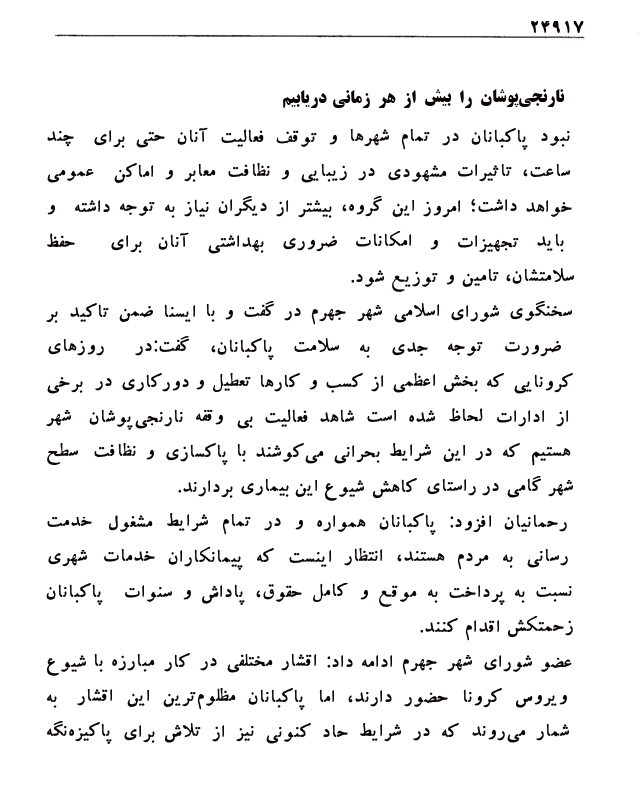 ۲۴۹۱۷
نارنجی‌پوشان را بیش از هر زمانی دریابیم
نبود پاکبانان در تمام شهرها و توقف فعالیت آنان حتی برای چند
ساعت، تاثیرات مشهودی در زیبایی و نظافت معابر و اماکن عمومی
خواهد داشت؛ امروز این گروه، بیشتر از دیگران نیاز به توجه داشته و
باید تجهیزات و امکانات ضروری بهداشتی آنان برای حفظ
سلامتشان، تامین و توزیع شود.
سخنگوی شورای اسلامی شهر جهرم در گفت و با ایسنا ضمن تاکید بر
ضرورت توجه جدی به سلامت پاکبانان، گفت:در روزهای
کرونایی که بخش اعظمی از کسب و کارها تعطیل و دورکاری در برخی
از ادارات لحاظ شده است شاهد فعالیت بی وقفه نارنجی‌پوشان شهر
هستیم که در این شرایط بحرانی می‌کوشند با پاکسازی و نظافت سطح
شهر گامی در راستای کاهش شیوع این بیماری بردارند.
رحمانیان افزود: پاکبانان همواره و در تمام شرایط مشغول خدمت
رسانی به مردم هستند، انتظار اینست که پیمانکاران خدمات شهری
نسبت به پرداخت به موقع و کامل حقوق، پاداش و سنوات پاکبانان
زحمتکش اقدام کنند.
عضو شورای شهر جهرم ادامه داد: اقشار مختلفی در کار مبارزه با شیوع
ویروس کرونا حضور دارند، اما پاکبانان مظلوم‌ترین این اقشار به
شمار می‌روند که در شرایط حاد کنونی نیز از تلاش برای پاکیزه‌نگه